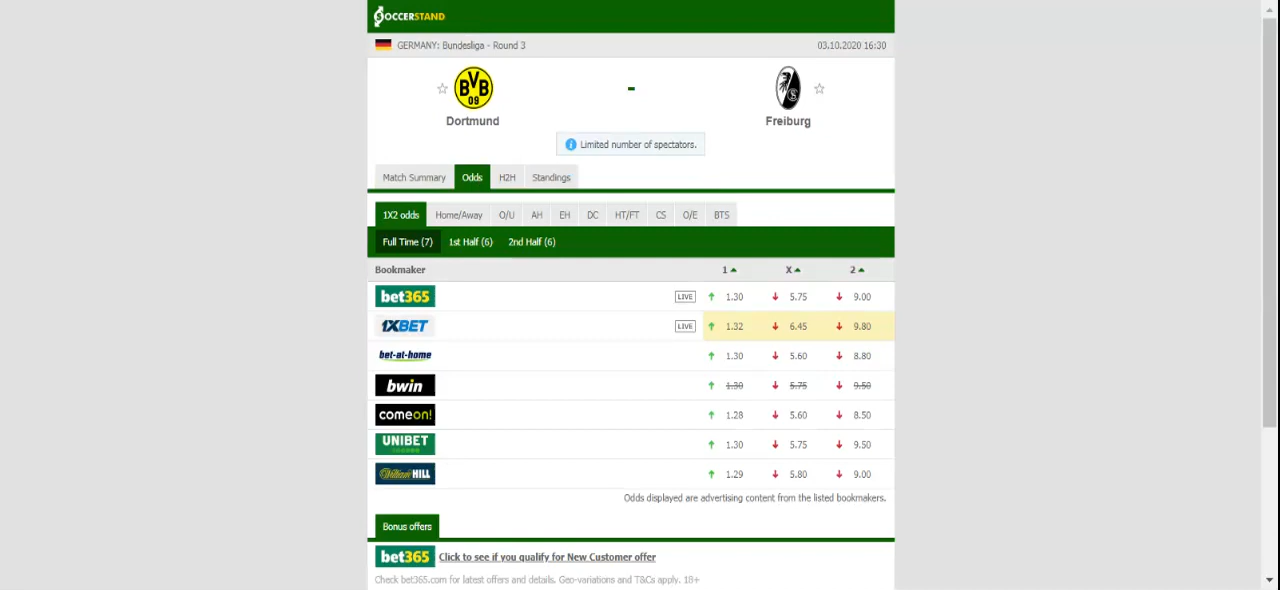 SOCCERSTAND
GERMANY: Bundesliga - Round 3 03.10.2020 16:30
BVB 09
-
Dortmund Freiburg
Limited number of spectators.
Match Summary Odds H2H Standings
1X2 odds Home/Away O/U AH EH DC HT/FT CS O/E BTS
Full Time (7) 1st Half (6) 2nd Half (6)
Bookmaker 1 X 2
bet365 LIVE 1.30 5.75 9.00
1XBET LIVE 1.32 6.45 9.80
bet-at-home 1.30 5.60 8.80
bwin 1.30 5.75 9.50
comeon! 1.28 5.60 8.50
UNIBET 1.30 5.75 9.50
William HILL 1.29 5.80 9.00
Odds displayed are advertising content from the listed bookmakers.
Bonus offers
bet365 Click to see if you qualify for New Customer offer
Check bet365.com for latest offers and details. Geo-variations and T&Cs apply. 18+